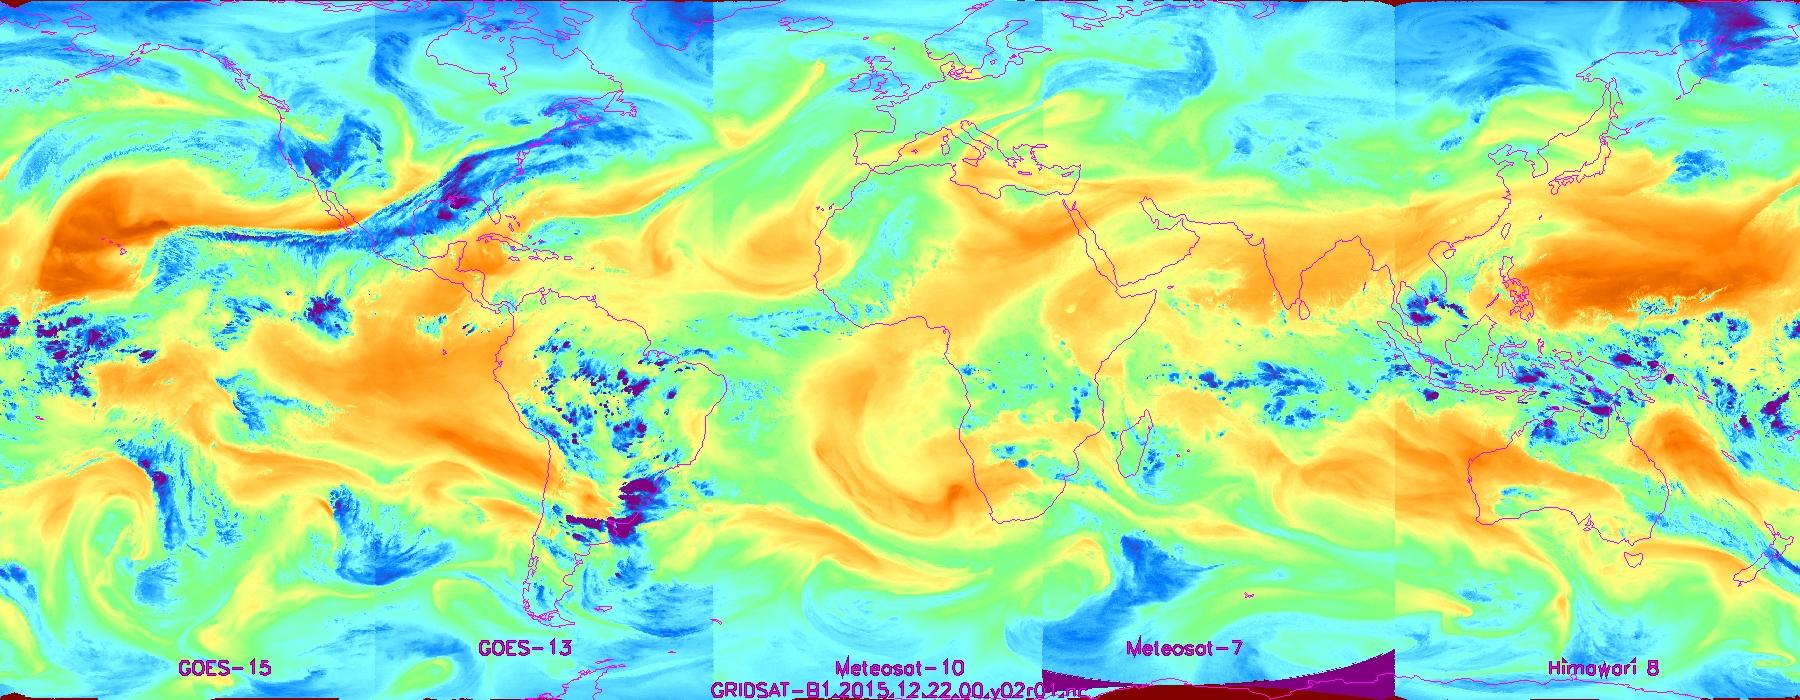 GOES-13
Meteosat-7
GOES-15
Meteosat-10
Himawari 8
GRIDSAT-B1.2015.12.22.00.v02r01.nc